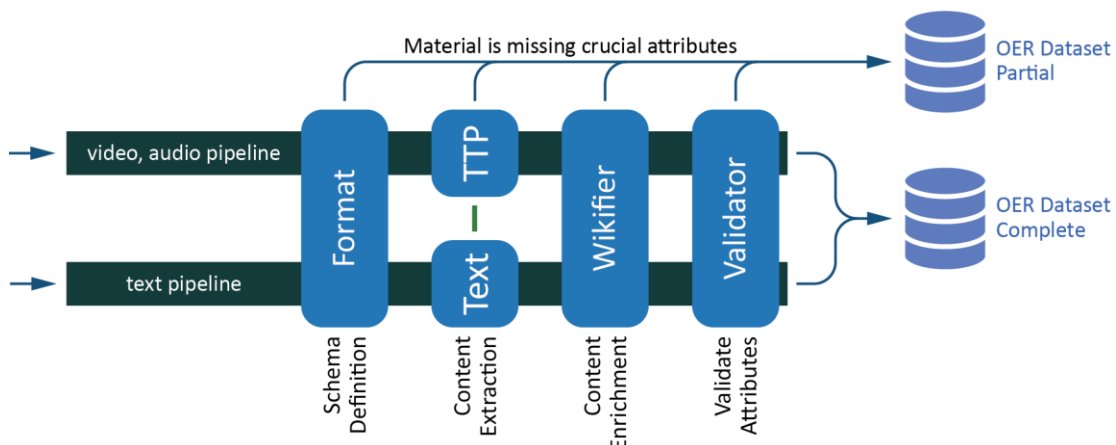 Material is missing crucial attributes
OER Dataset
Partial
video, audio pipeline
Format
TTP
Wikifier
Validator
OER Dataset
Complete
text pipeline
Text
Schema
Definition
Content
Extraction
Content
Enrichment
Validate
Attributes